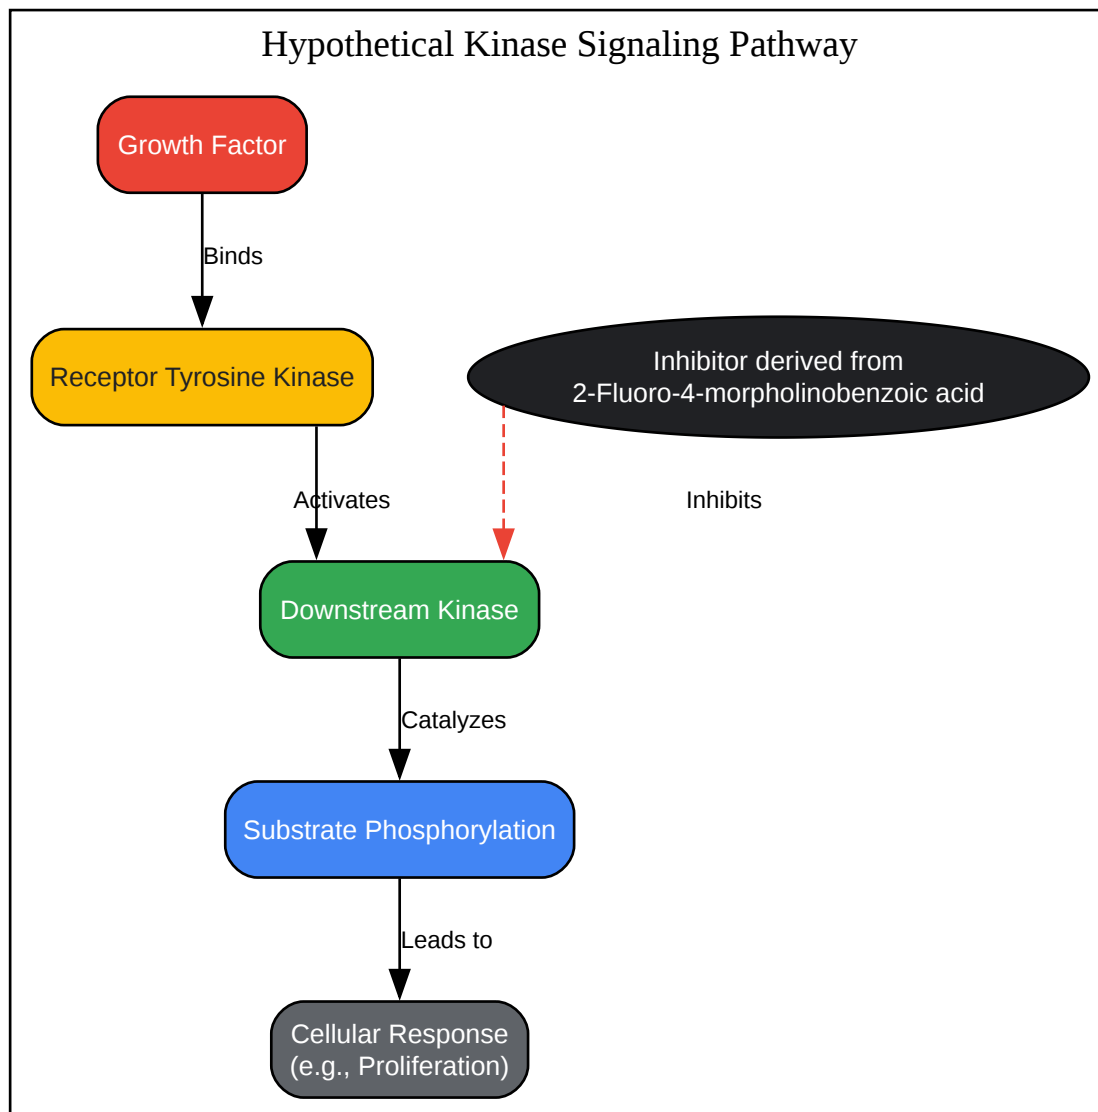 Hypothetical Kinase Signaling Pathway
Growth Factor
Binds
Receptor Tyrosine Kinase
Inhibitor derived from
2-Fluoro-4-morpholinobenzoic acid
Activates
Inhibits
Downstream Kinase
Catalyzes
Substrate Phosphorylation
Leads to
Cellular Response
(e.g., Proliferation)